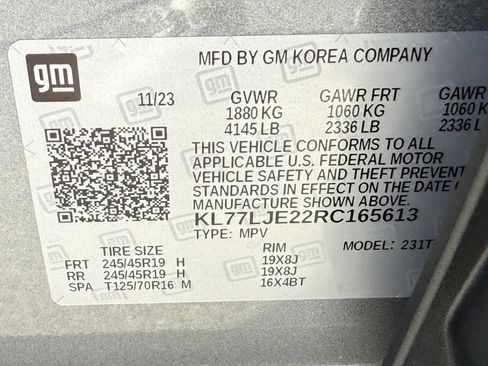 gm
MFD BY GM KOREA COMPANY
11/23 GVWR GAWR FRT GAWR
1880 KG 1060 KG 1060 KG
4145 LB 2336 LB 2336 L
THIS VEHICLE CONFORMS TO ALL
APPLICABLE U.S. FEDERAL MOTOR
VEHICLE SAFETY AND THEFT PREVENT
STANDARDS IN EFFECT ON THE DATE O
MANUFACTURE SHOWN ABOVE.
KL77LJE22RC165613
TYPE: MPV MODEL: 231T
TIRE SIZE RIM
FRT 245/45R19 H 19X8J
RR 245/45R19 H 19X8J
SPA T125/70R16 M 16X4BT